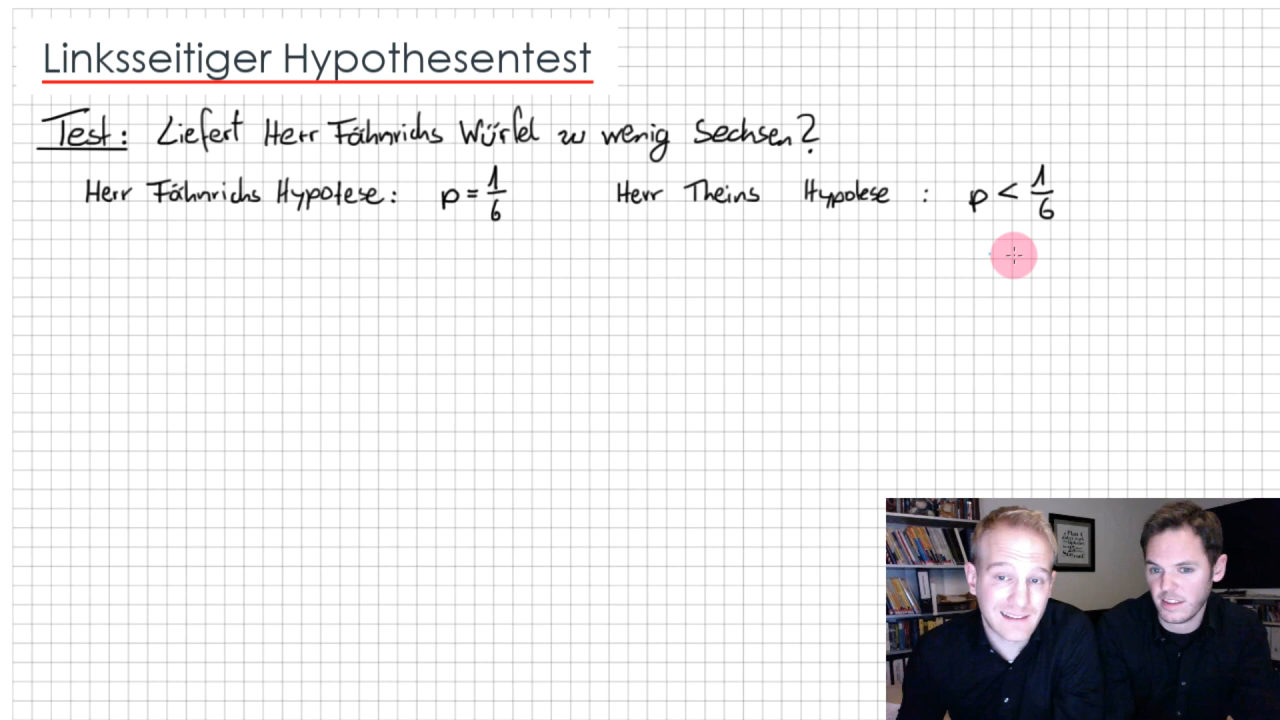 Linksseitiger Hypothesentest
Test: Liefert Herr Fähnrichs Würfel zu wenig Sechsen?
Herr Fähnrichs Hypotese: p = 1/6 Herr Theins Hypotese : p < 1/6